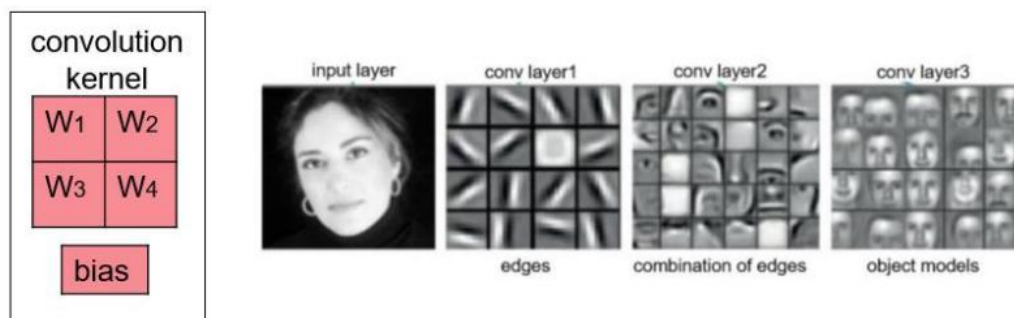 convolution
kernel
W1 W2
W3 W4
bias
input layer conv layer1 conv layer2 conv layer3
edges combination of edges object models